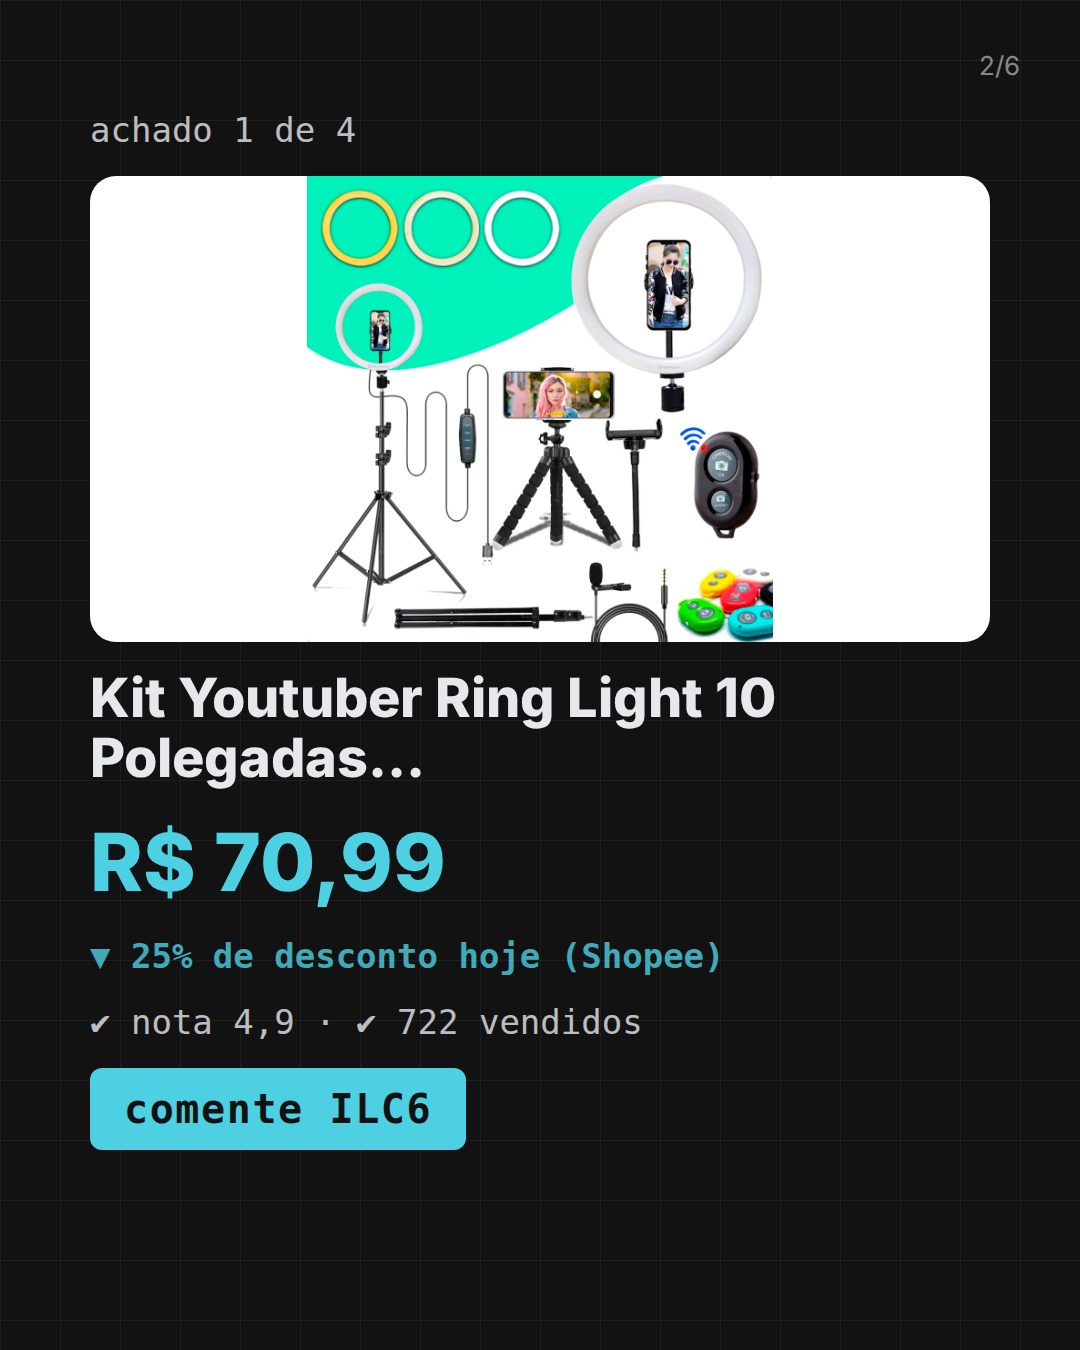 2/6
achado 1 de 4
Kit Youtuber Ring Light 10
Polegadas...
R$ 70,99
▼ 25% de desconto hoje (Shopee)
✔ nota 4,9 · ✔ 722 vendidos
comente ILC6